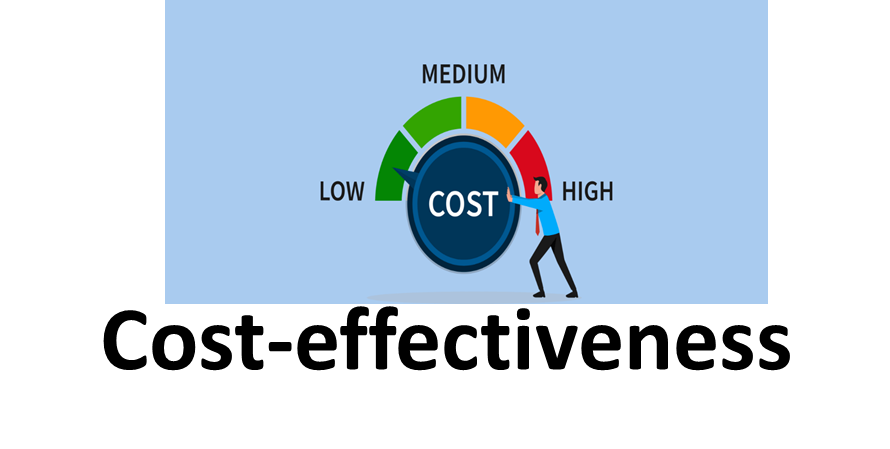 MEDIUM
LOW
COST
HIGH
Cost-effectiveness